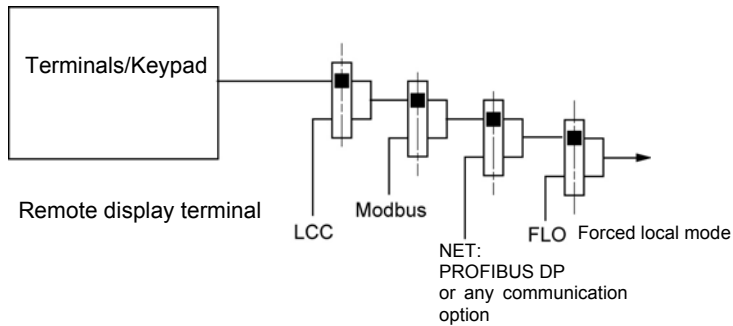 Terminals/Keypad
Remote display terminal
LCC
Modbus
NET:
PROFIBUS DP
or any communication
option
FLO Forced local mode